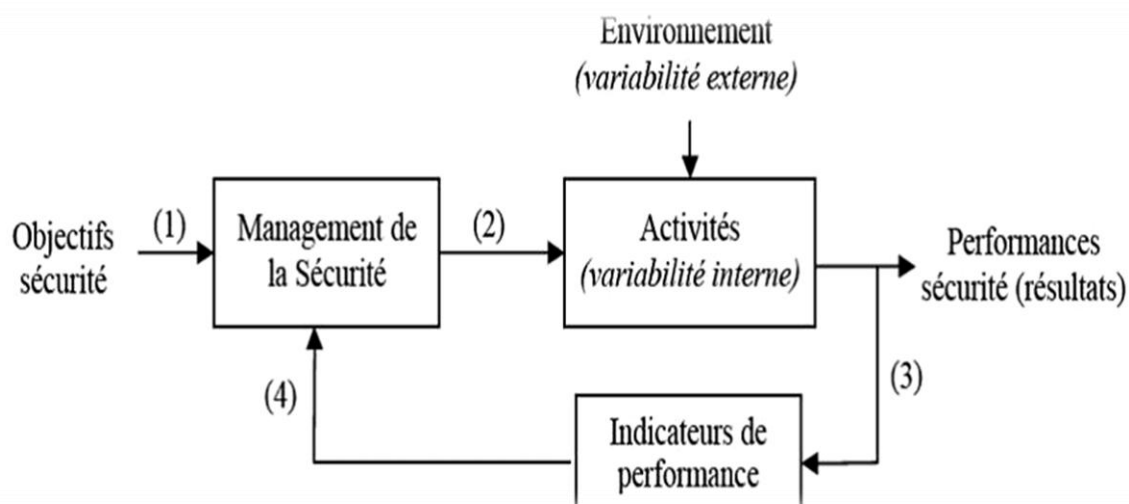 Environnement
(variabilité externe)
Objectifs
sécurité
(1)
Management de
la Sécurité
(2)
Activités
(variabilité interne)
Performances
sécurité (résultats)
(3)
(4)
Indicateurs de
performance